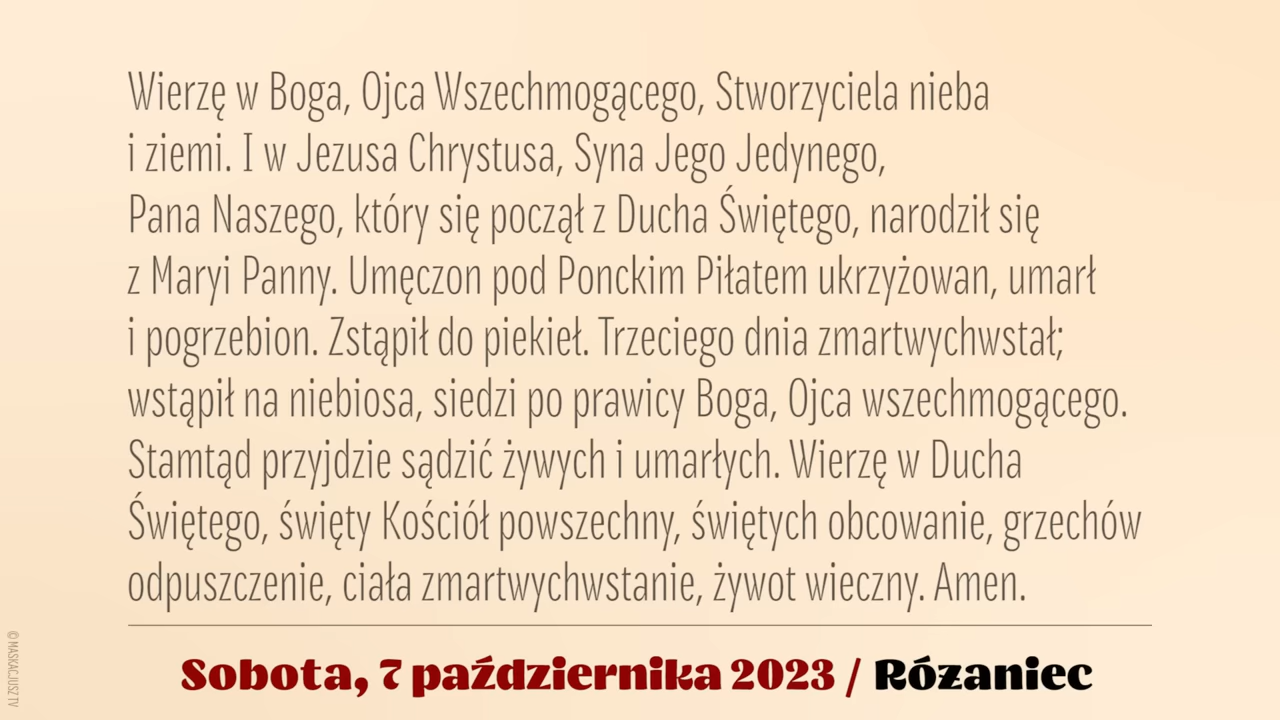 Wierzę w Boga, Ojca Wszechmogącego, Stworzyciela nieba
i ziemi. I w Jezusa Chrystusa, Syna Jego Jedynego,
Pana Naszego, który się począł z Ducha Świętego, narodził się
z Maryi Panny. Umęczon pod Ponckim Piłatem ukrzyżowan, umarł
i pogrzebion. Zstąpił do piekieł. Trzeciego dnia zmartwychwstał;
wstąpił na niebiosa, siedzi po prawicy Boga, Ojca wszechmogącego.
Stamtąd przyjdzie sądzić żywych i umarłych. Wierzę w Ducha
Świętego, święty Kościół powszechny, świętych obcowanie, grzechów
odpuszczenie, ciała zmartwychwstanie, żywot wieczny. Amen.
Sobota, 7 października 2023 / Różaniec
© MASKACJUSZ TV